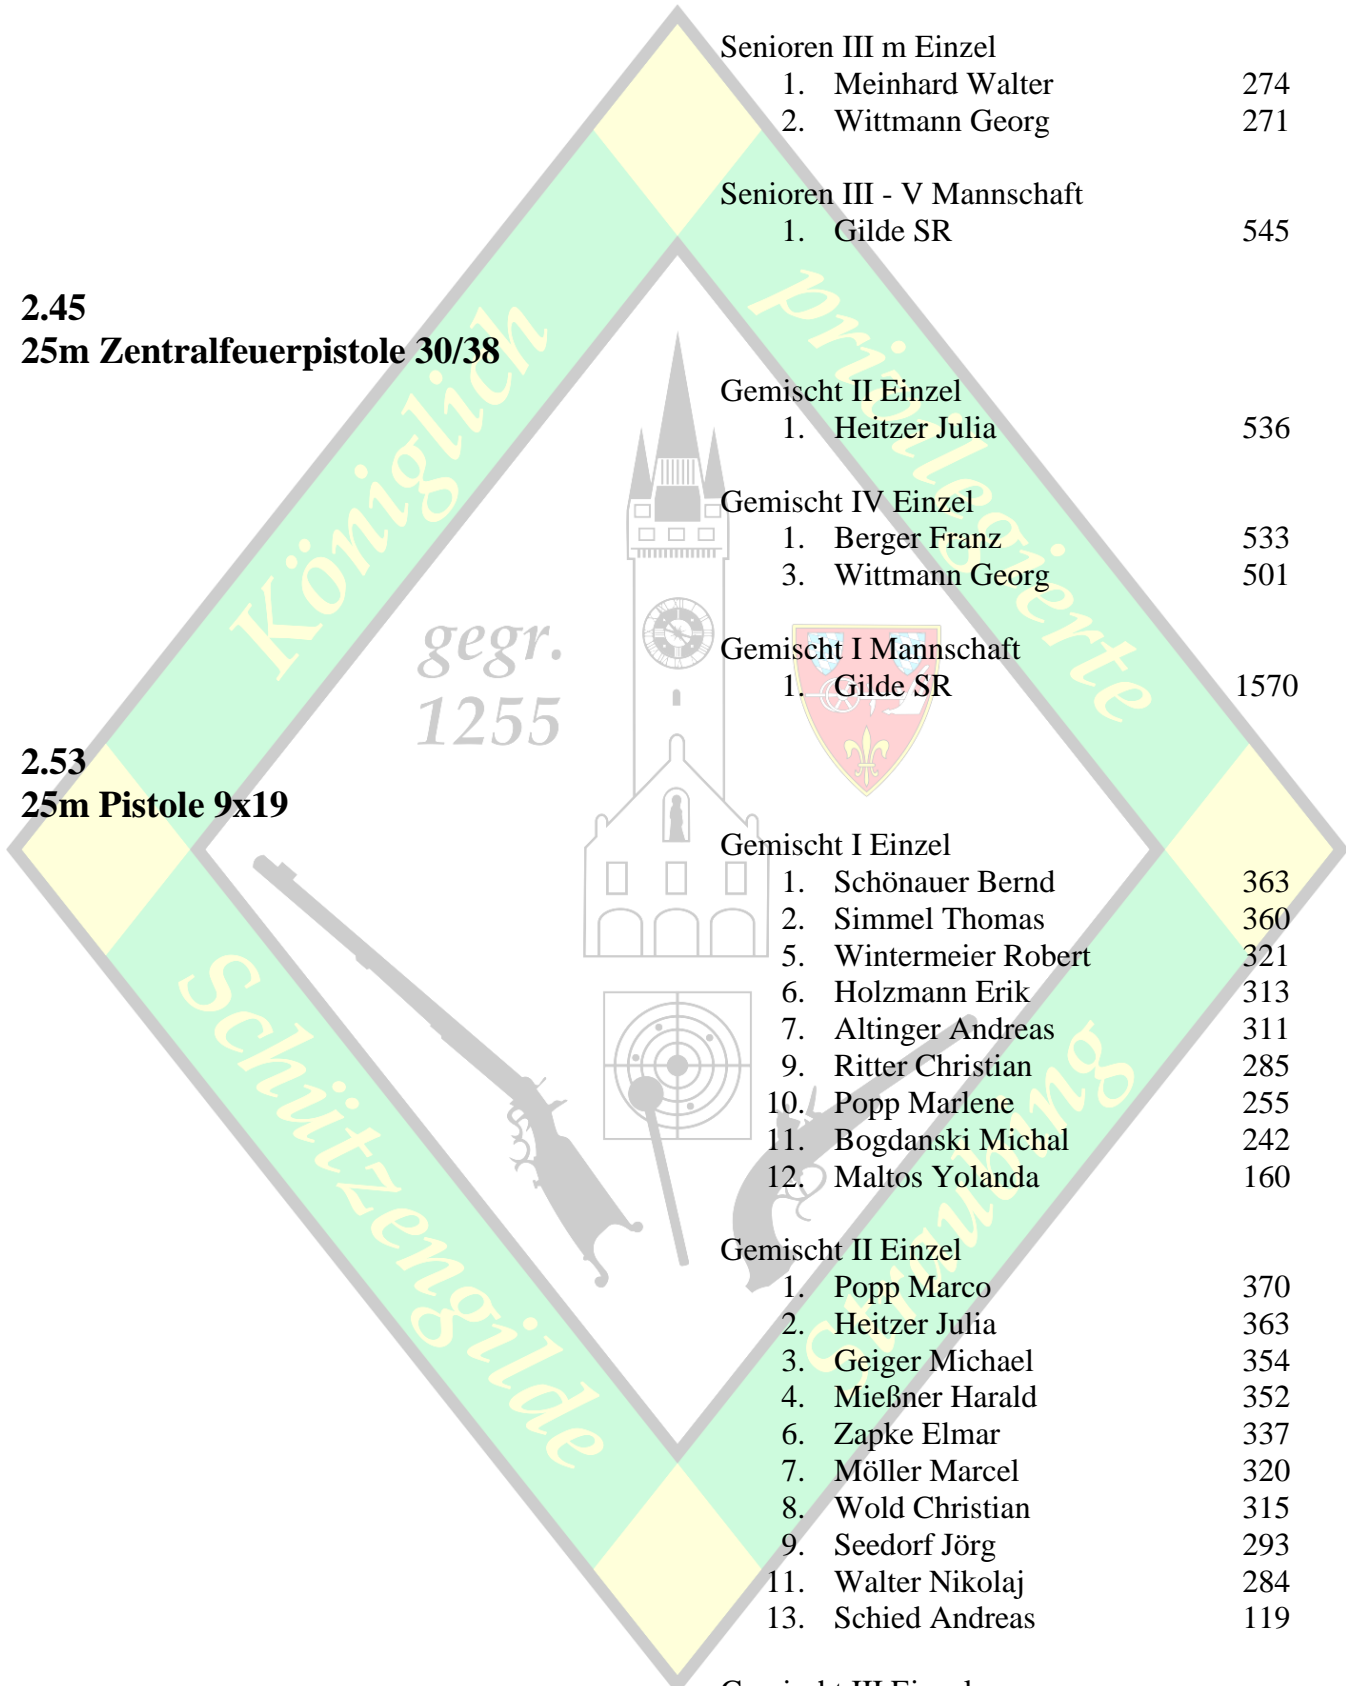 Senioren III m Einzel
1. Meinhard Walter 274
2. Wittmann Georg 271
Senioren III - V Mannschaft
1. Gilde SR 545
2.45
25m Zentralfeuerpistole 30/38
Gemischt II Einzel
1. Heitzer Julia 536
Gemischt IV Einzel
1. Berger Franz 533
3. Wittmann Georg 501
Gemischt I Mannschaft
1. Gilde SR 1570
2.53
25m Pistole 9x19
Gemischt I Einzel
1. Schönauer Bernd 363
2. Simmel Thomas 360
5. Wintermeier Robert 321
6. Holzmann Erik 313
7. Altinger Andreas 311
9. Ritter Christian 285
10. Popp Marlene 255
11. Bogdanski Michal 242
12. Maltos Yolanda 160
Gemischt II Einzel
1. Popp Marco 370
2. Heitzer Julia 363
3. Geiger Michael 354
4. Mießner Harald 352
6. Zapke Elmar 337
7. Möller Marcel 320
8. Wold Christian 315
9. Seedorf Jörg 293
11. Walter Nikolaj 284
13. Schied Andreas 119
Gemischt III Einzel
Königlich
privilegierte
gegr.
1255
Schützengilde
Straubing